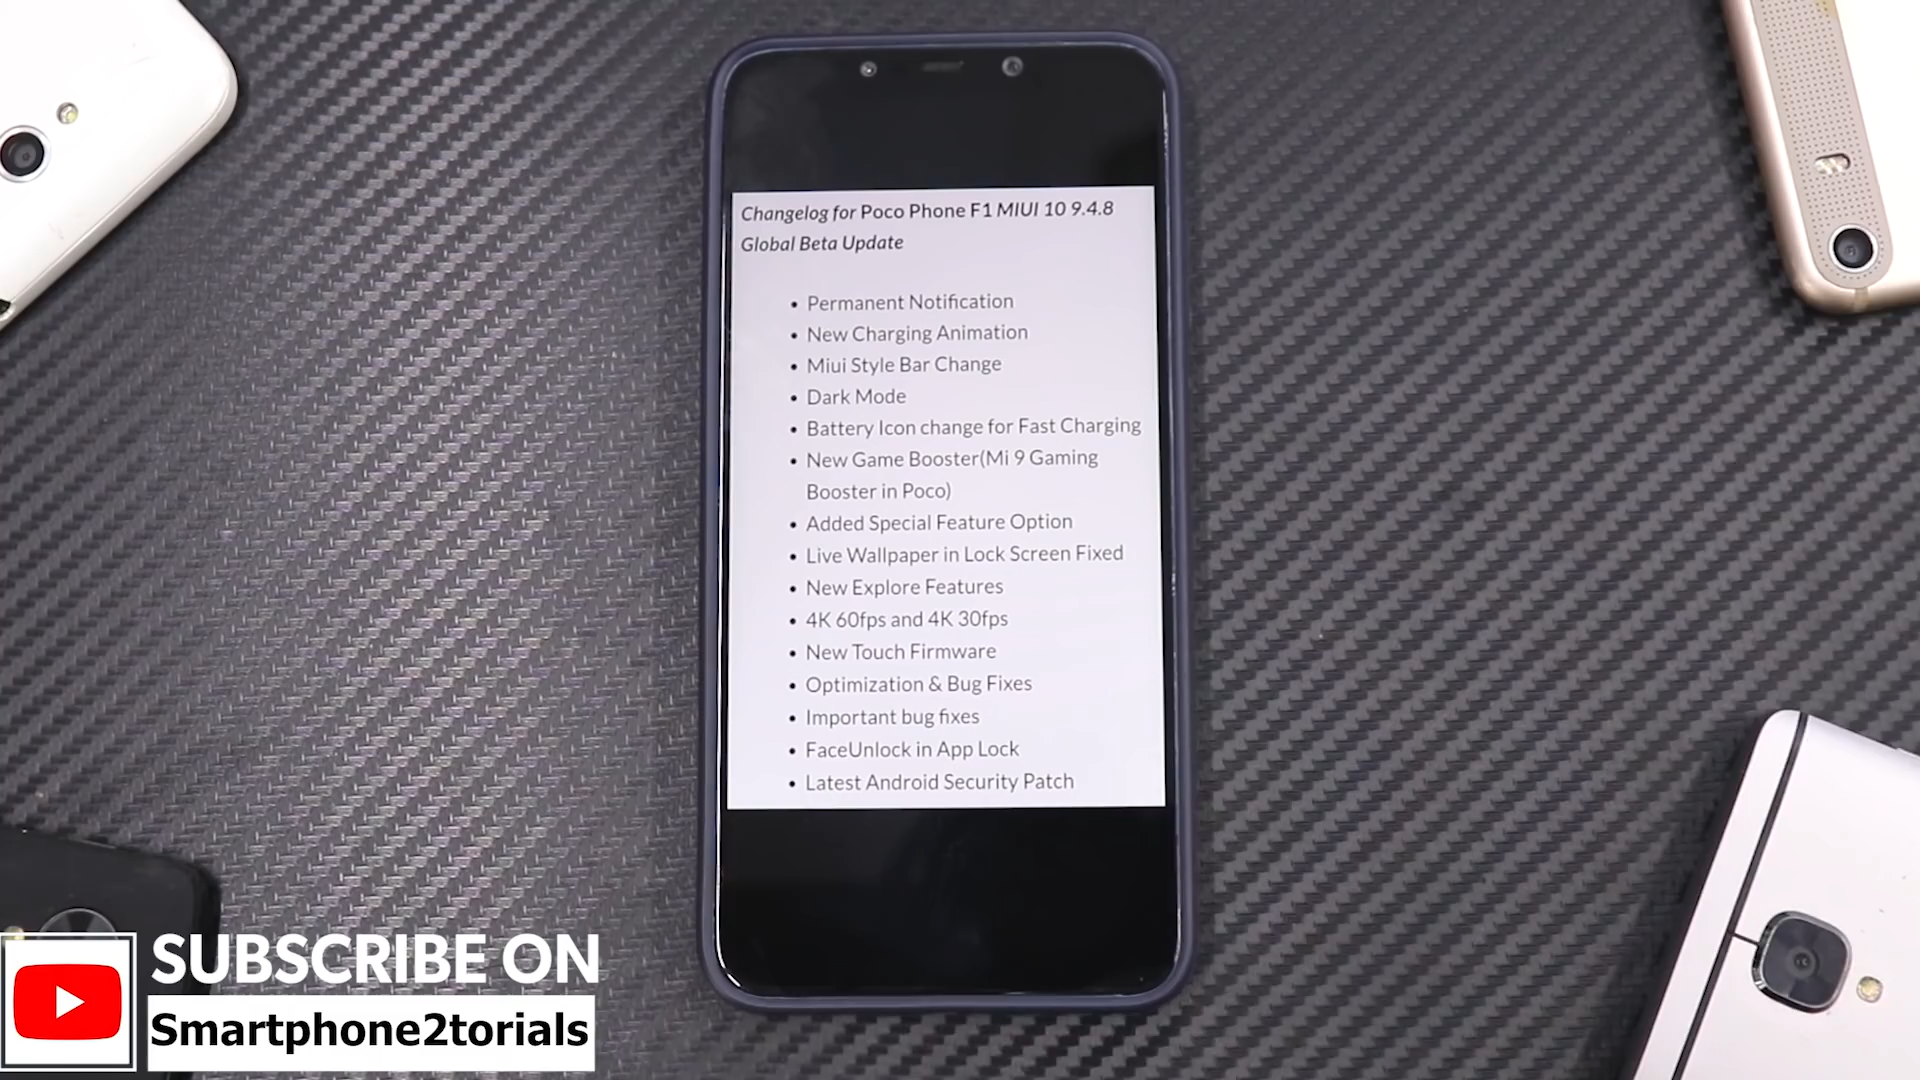 Changelog for Poco Phone F1 MIUI 10 9.4.8
Global Beta Update
• Permanent Notification
• New Charging Animation
• Miui Style Bar Change
• Dark Mode
• Battery Icon change for Fast Charging
• New Game Booster(Mi 9 Gaming
Booster in Poco)
• Added Special Feature Option
• Live Wallpaper in Lock Screen Fixed
• New Explore Features
• 4K 60fps and 4K 30fps
• New Touch Firmware
• Optimization & Bug Fixes
• Important bug fixes
• FaceUnlock in App Lock
• Latest Android Security Patch
SUBSCRIBE ON
Smartphone2torials